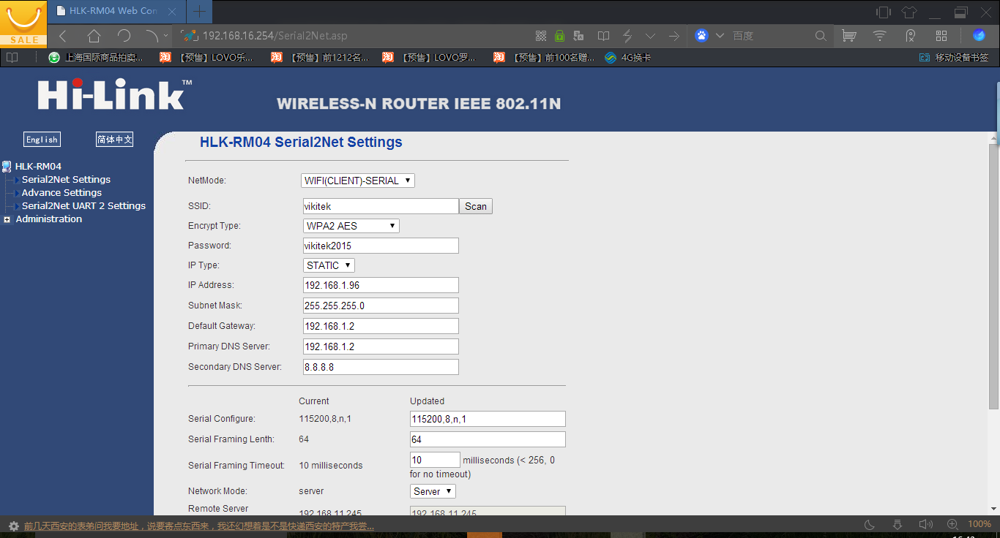 SALE
HLK-RM04 Web Con
192.168.16.254/Serial2Net.asp
百度
上海国际商品拍卖...
淘 【预售】LOVO乐...
淘 【预售】前1212名...
淘 【预售】LOVO罗...
淘 【预售】前100名赠...
4G换卡
移动设备书签
Hi-Link™
WIRELESS-N ROUTER IEEE 802.11N
English 简体中文
HLK-RM04
Serial2Net Settings
Advance Settings
Serial2Net UART 2 Settings
Administration
HLK-RM04 Serial2Net Settings
NetMode: WIFI(CLIENT)-SERIAL
SSID: vikitek Scan
Encrypt Type: WPA2 AES
Password: vikitek2015
IP Type: STATIC
IP Address: 192.168.1.96
Subnet Mask: 255.255.255.0
Default Gateway: 192.168.1.2
Primary DNS Server: 192.168.1.2
Secondary DNS Server: 8.8.8.8
Current Updated
Serial Configure: 115200,8,n,1 115200,8,n,1
Serial Framing Lenth: 64 64
Serial Framing Timeout: 10 milliseconds 10 milliseconds (< 256, 0
for no timeout)
Network Mode: server Server
Remote Server
192.168.11.245 192.168.11.245
前几天西安的表弟问我要地址，说要寄点东西来，我还幻想着是不是快递西安的特产我尝...
100%